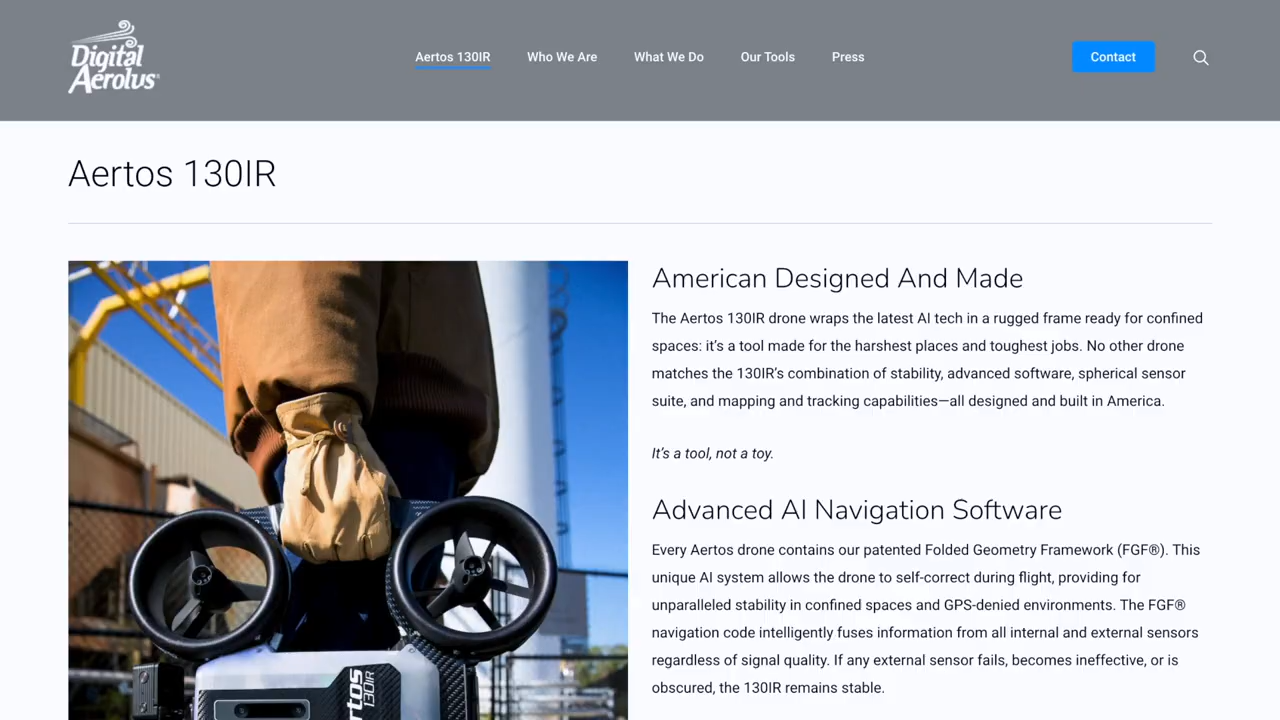 Digital
Aerolus
Aertos 130IR
Who We Are
What We Do
Our Tools
Press
Contact
Aertos 130IR
American Designed And Made
The Aertos 130IR drone wraps the latest AI tech in a rugged frame ready for confined
spaces: it’s a tool made for the harshest places and toughest jobs. No other drone
matches the 130IR’s combination of stability, advanced software, spherical sensor
suite, and mapping and tracking capabilities—all designed and built in America.
It’s a tool, not a toy.
Advanced AI Navigation Software
Every Aertos drone contains our patented Folded Geometry Framework (FGF®). This
unique AI system allows the drone to self-correct during flight, providing for
unparalleled stability in confined spaces and GPS-denied environments. The FGF®
navigation code intelligently fuses information from all internal and external sensors
regardless of signal quality. If any external sensor fails, becomes ineffective, or is
obscured, the 130IR remains stable.
rtos
130IR